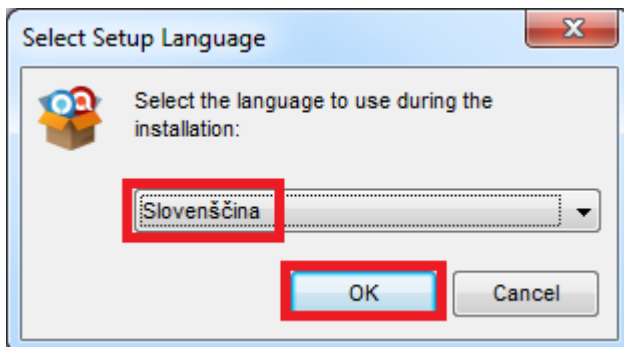 Select Setup Language
Select the language to use during the
installation:
Slovenščina
OK
Cancel